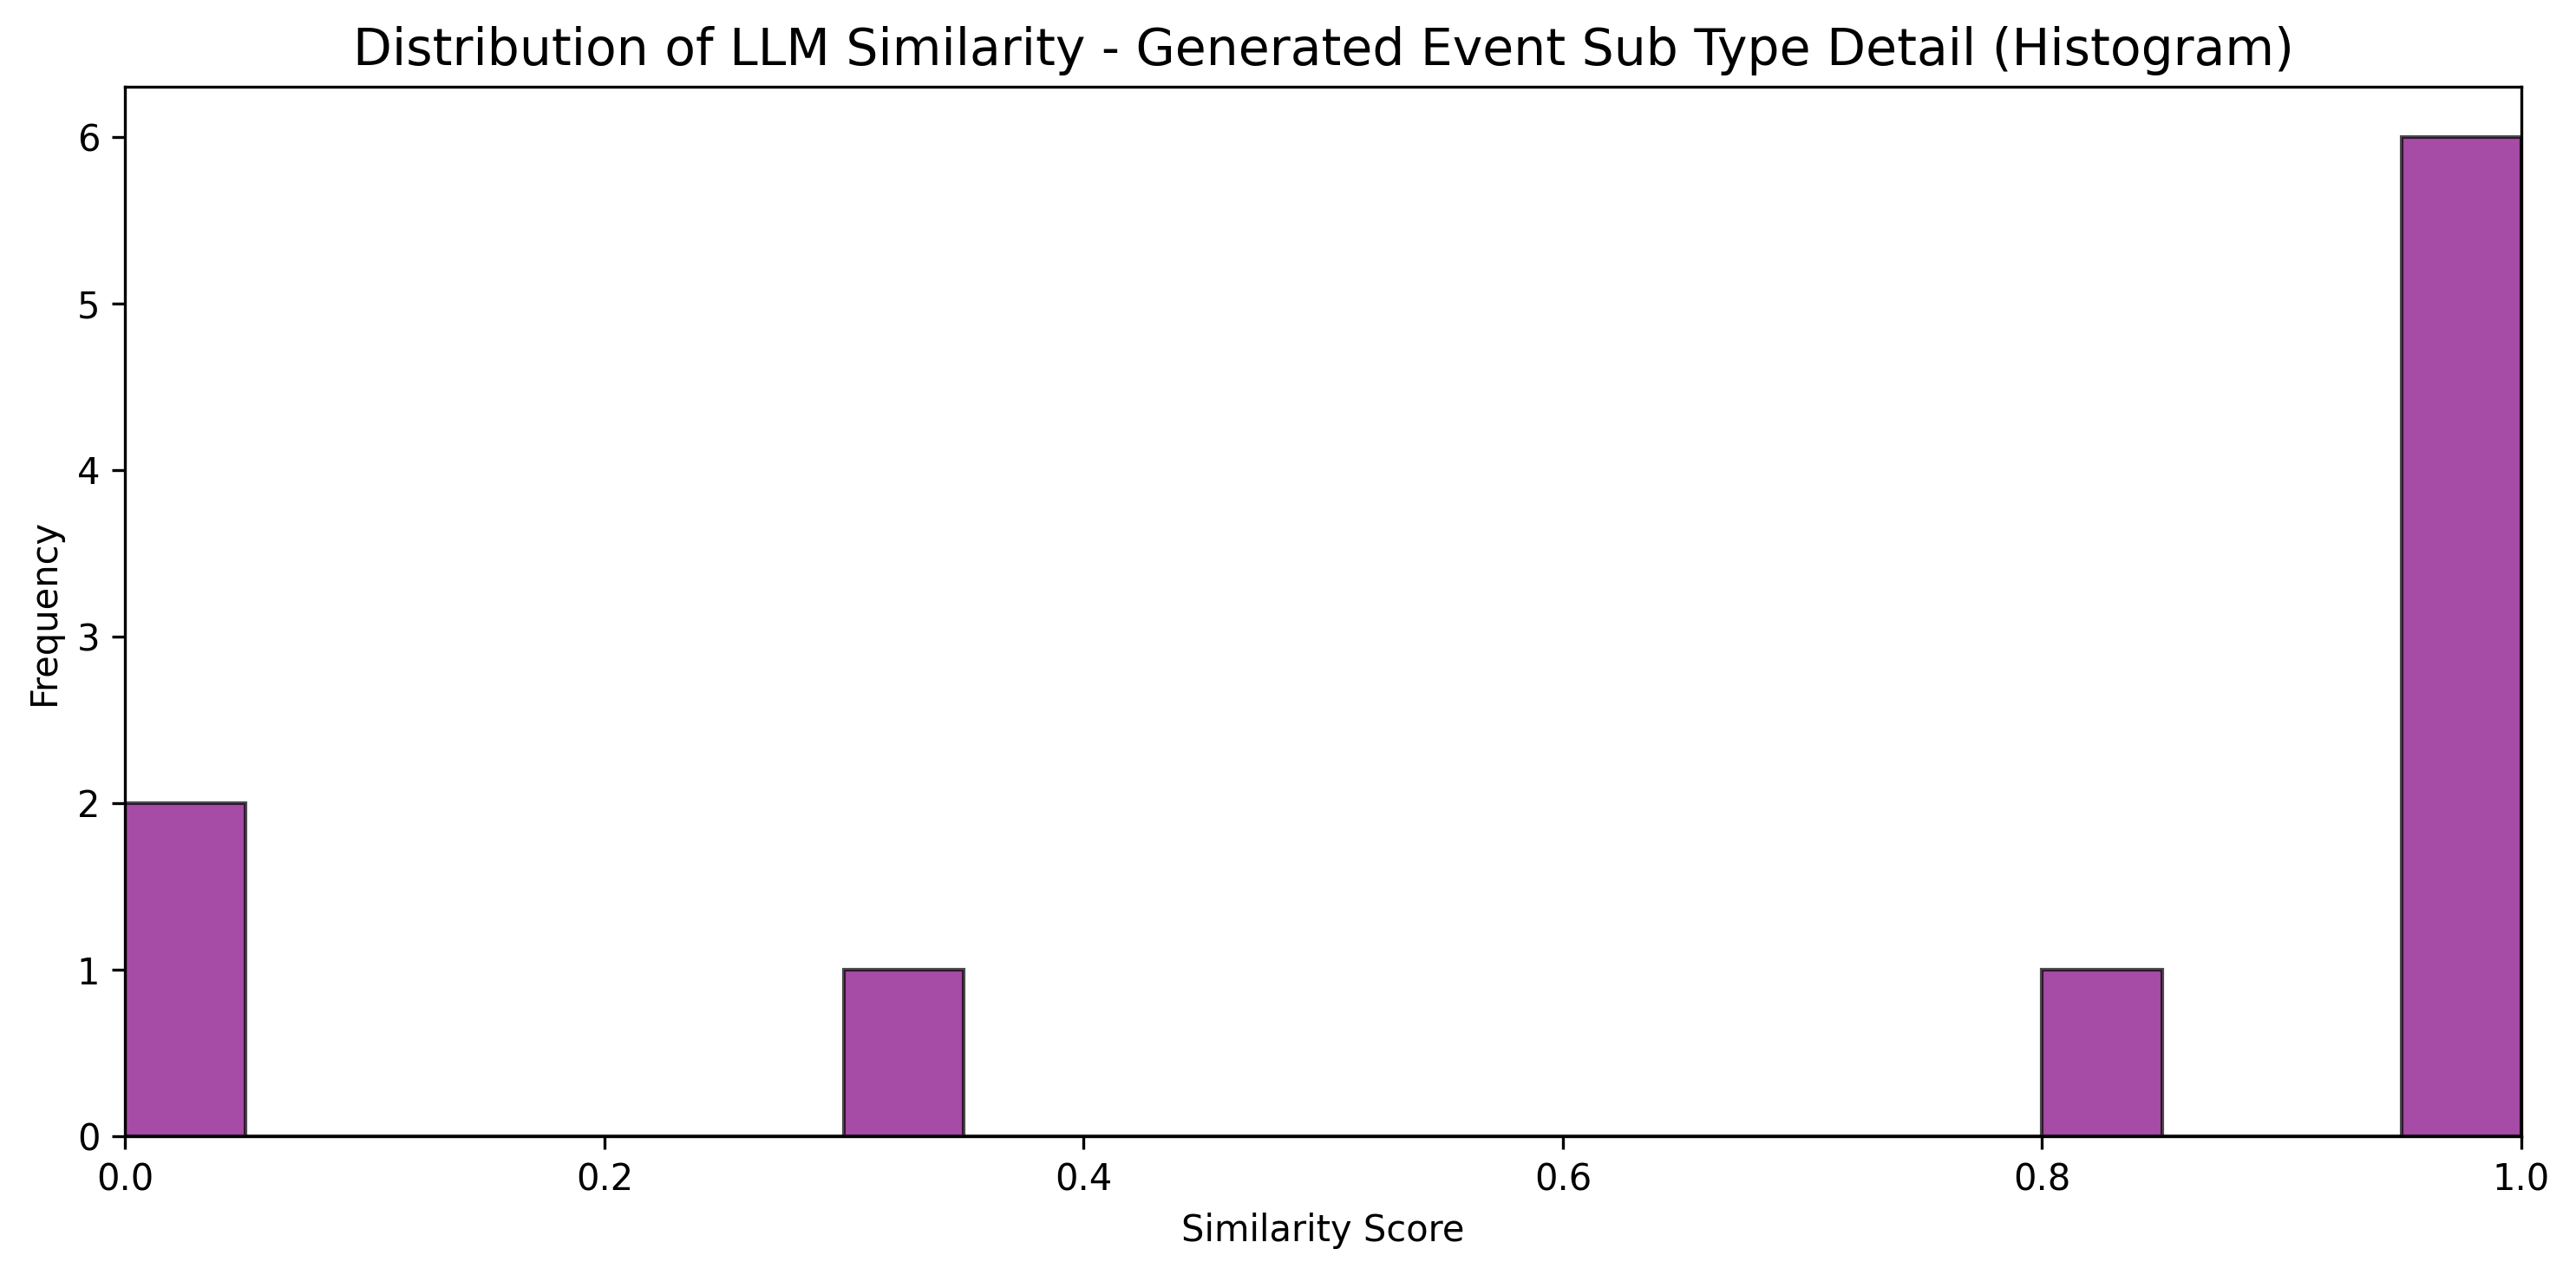 Distribution of LLM Similarity - Generated Event Sub Type Detail (Histogram)
6
5
4
3
2
1
0
Frequency
0.0 0.2 0.4 0.6 0.8 1.0
Similarity Score